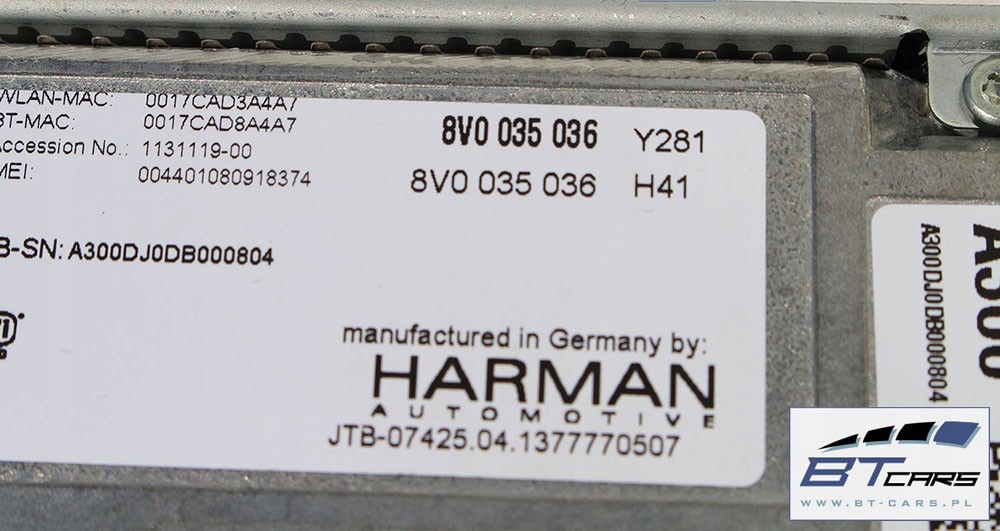 WLAN-MAC: 0017CAD3A4A7
BT-MAC: 0017CAD8A4A7
Accession No.: 1131119-00
MEI: 004401080918374
8V0 035 036 Y281
8V0 035 036 H41
B-SN: A300DJ0DB000804
manufactured in Germany by:
HARMAN
AUTOMOTIVE
JTB-07425.04.1377770507
A300
A300DJ0DB000804
BT CARS
WWW.BT-CARS.PL